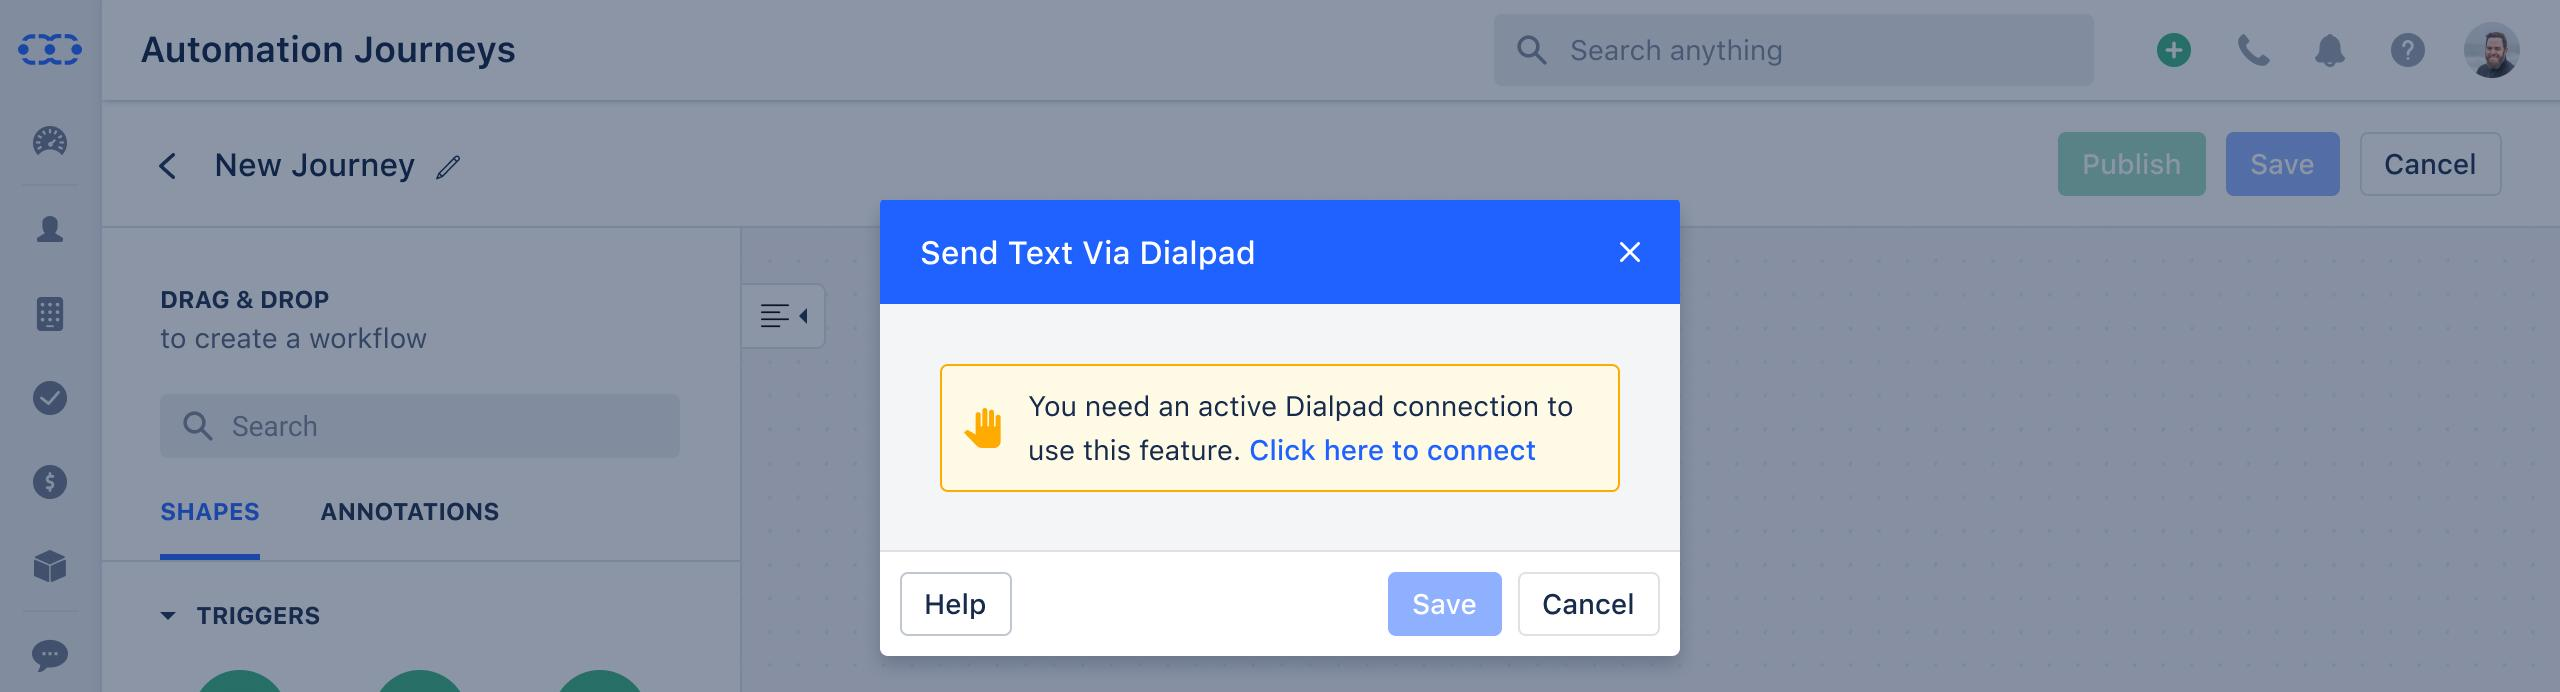 Automation Journeys
Search anything
New Journey
Publish
Save
Cancel
DRAG & DROP
to create a workflow
Search
SHAPES
ANNOTATIONS
TRIGGERS
Send Text Via Dialpad
You need an active Dialpad connection to
use this feature. Click here to connect
Help
Save
Cancel